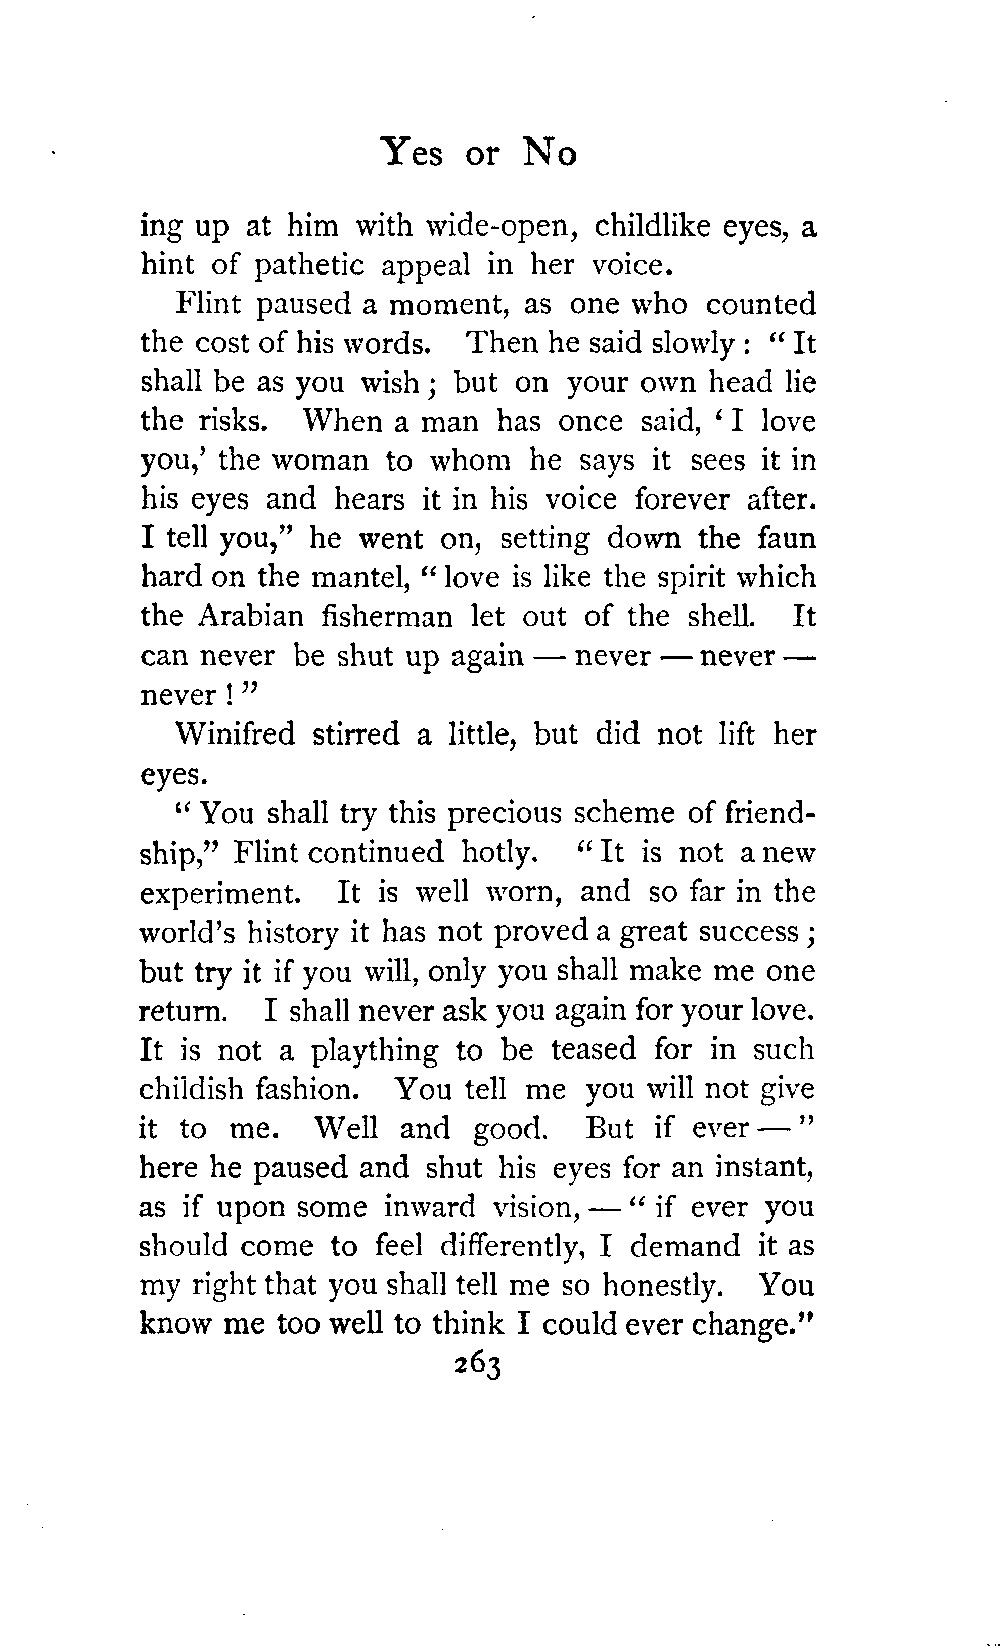 Yes or No
ing up at him with wide-open, childlike eyes, a
hint of pathetic appeal in her voice.
Flint paused a moment, as one who counted
the cost of his words. Then he said slowly : “ It
shall be as you wish ; but on your own head lie
the risks. When a man has once said, ‘ I love
you,’ the woman to whom he says it sees it in
his eyes and hears it in his voice forever after.
I tell you,” he went on, setting down the faun
hard on the mantel, “ love is like the spirit which
the Arabian fisherman let out of the shell. It
can never be shut up again — never — never —
never ! ”
Winifred stirred a little, but did not lift her
eyes.
“ You shall try this precious scheme of friend-
ship,” Flint continued hotly. “ It is not a new
experiment. It is well worn, and so far in the
world’s history it has not proved a great success ;
but try it if you will, only you shall make me one
return. I shall never ask you again for your love.
It is not a plaything to be teased for in such
childish fashion. You tell me you will not give
it to me. Well and good. But if ever — ”
here he paused and shut his eyes for an instant,
as if upon some inward vision, — “ if ever you
should come to feel differently, I demand it as
my right that you shall tell me so honestly. You
know me too well to think I could ever change.”
263